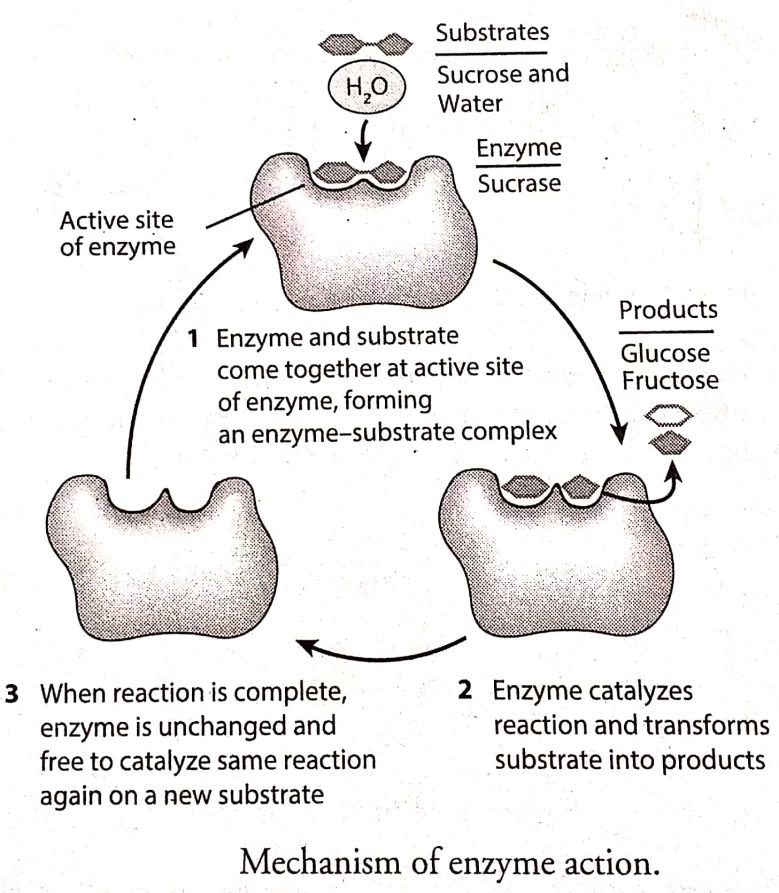 Substrates
Sucrose and
Water
H₂O
Enzyme
Sucrase
Active site
of enzyme
1 Enzyme and substrate
come together at active site
of enzyme, forming
an enzyme–substrate complex
Products
Glucose
Fructose
2 Enzyme catalyzes
reaction and transforms
substrate into products
3 When reaction is complete,
enzyme is unchanged and
free to catalyze same reaction
again on a new substrate
Mechanism of enzyme action.